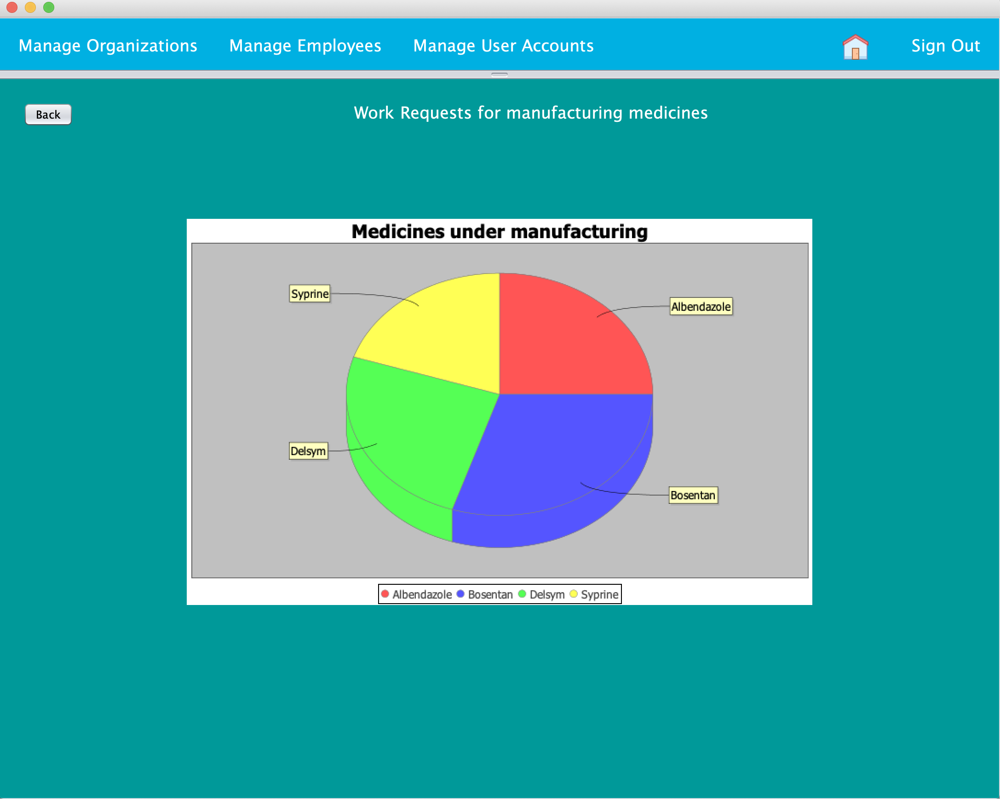 Manage Organizations Manage Employees Manage User Accounts Sign Out
Back Work Requests for manufacturing medicines
Medicines under manufacturing
Syprine
Albendazole
Delsym
Bosentan
Albendazole Bosentan Delsym Syprine